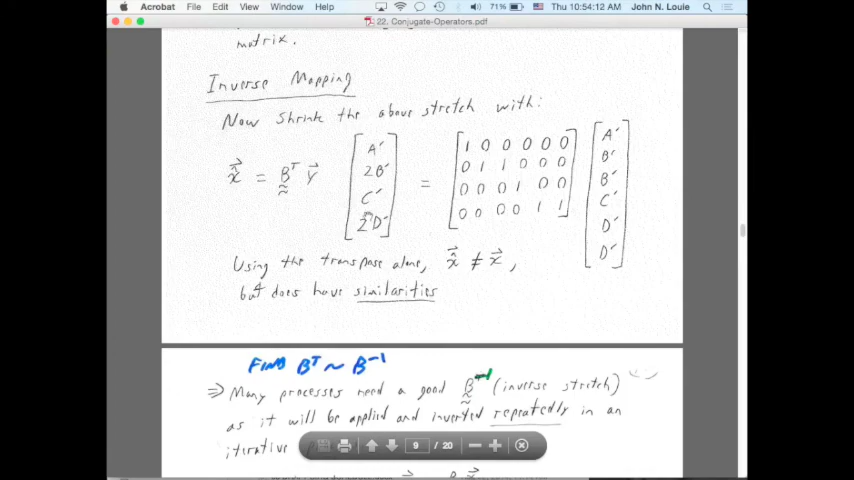 Acrobat File Edit View Window Help 71% Thu 10:54:12 AM John N. Louie
22. Conjugate-Operators.pdf
matrix.
Inverse Mapping
Now Shrink the above stretch with:
x̂ = Bᵀ y [A' 2B' C' 2D'] = [1 0 0 0 0 0 [A'
0 1 1 0 0 0 B'
0 0 0 1 0 0 B'
0 0 0 0 1 1] C'
D'
D']
Using the transpose alone, x̂ ≠ x,
but does have similarities
FIND Bᵀ ~ B⁻¹
⇒ Many processes need a good B⁻¹ (inverse stretch)
as it will be applied and inverted repeatedly in an
iterative
9 / 20